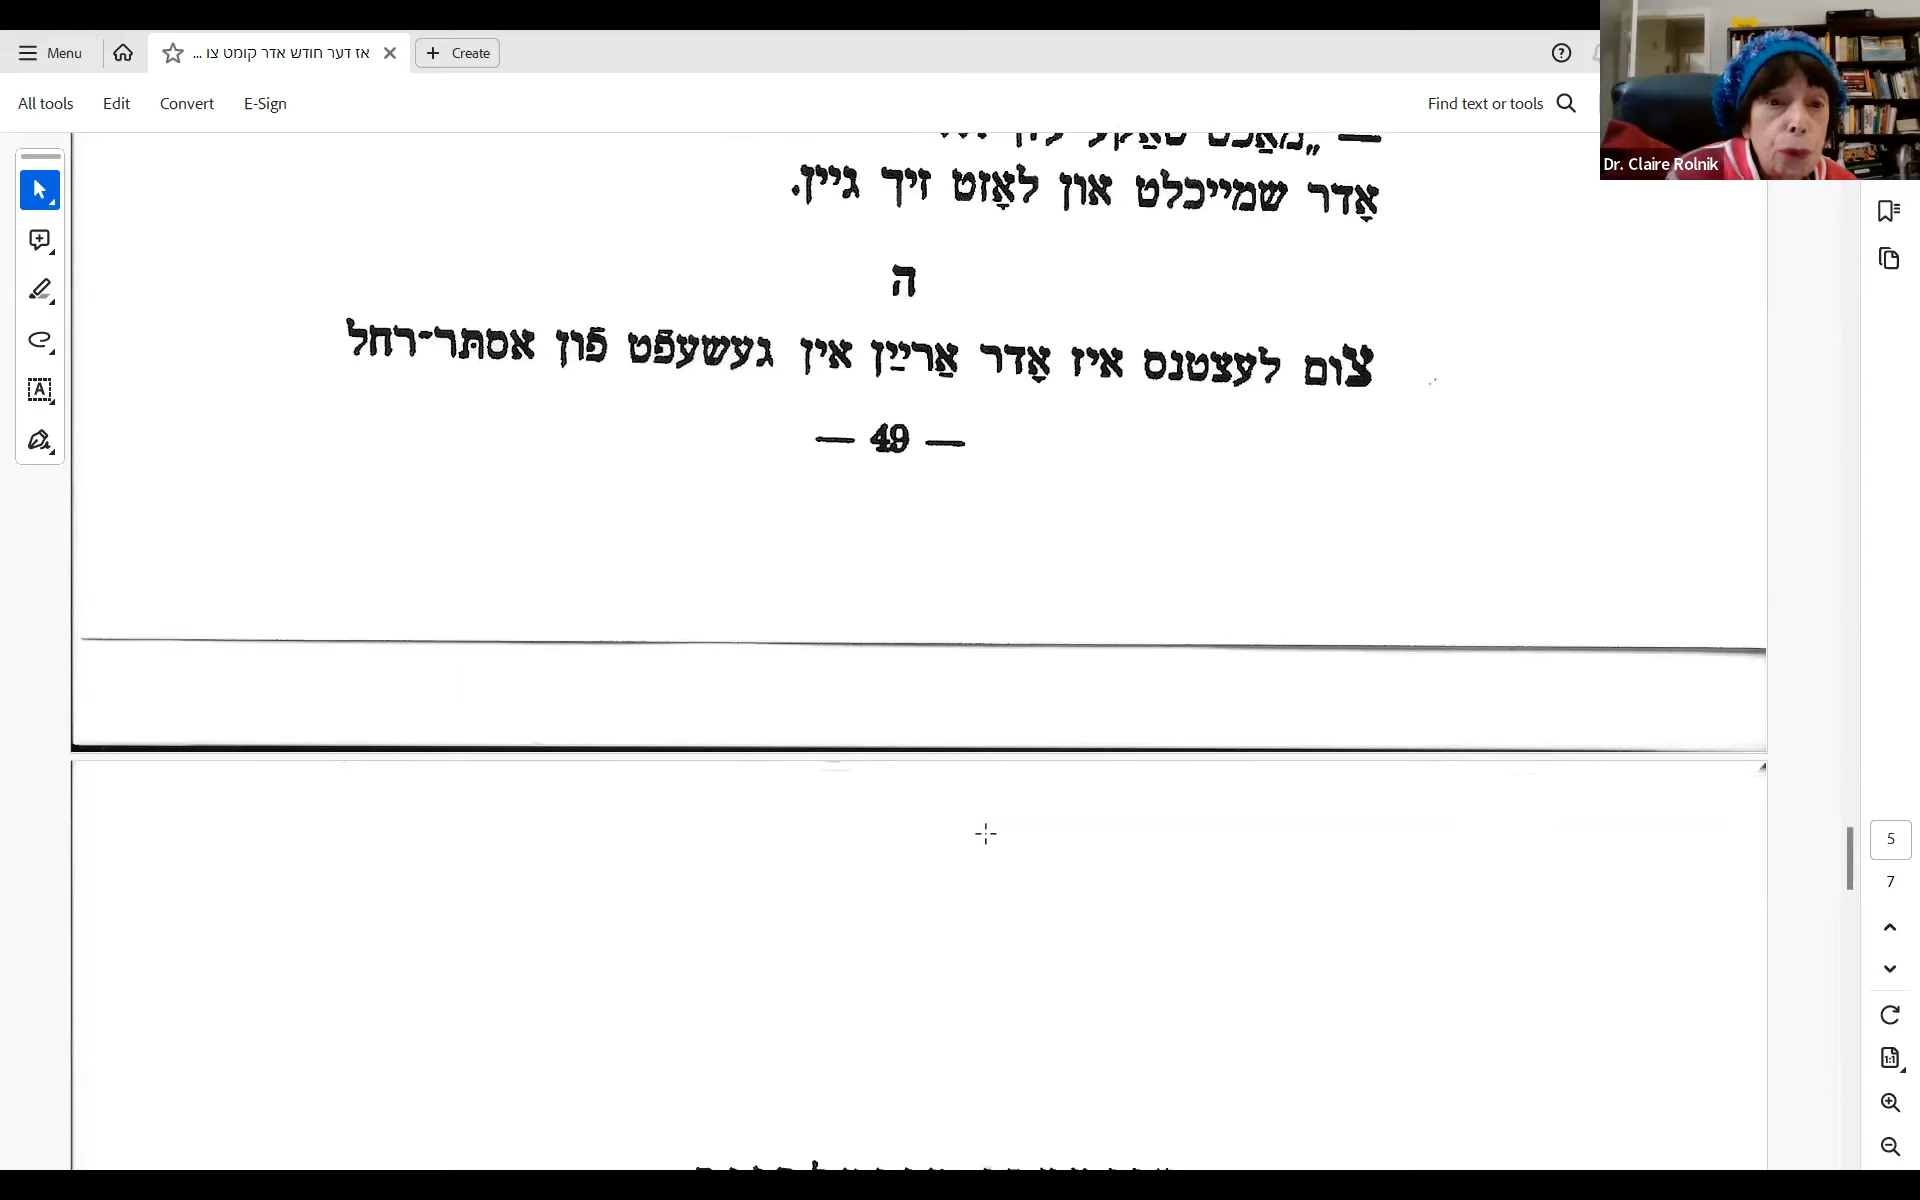 Menu
אז דער חודש אדר קומט צו ...
Create
All tools
Edit
Convert
E-Sign
Find text or tools
Dr. Claire Rolnik
אָדר שמייכלט און לאָזט זיך גיין.
ה
צום לעצטנס איז אָדר אַרײַן אין געשעפֿט פֿון אסתּר־רחל
— 49 —
5
7